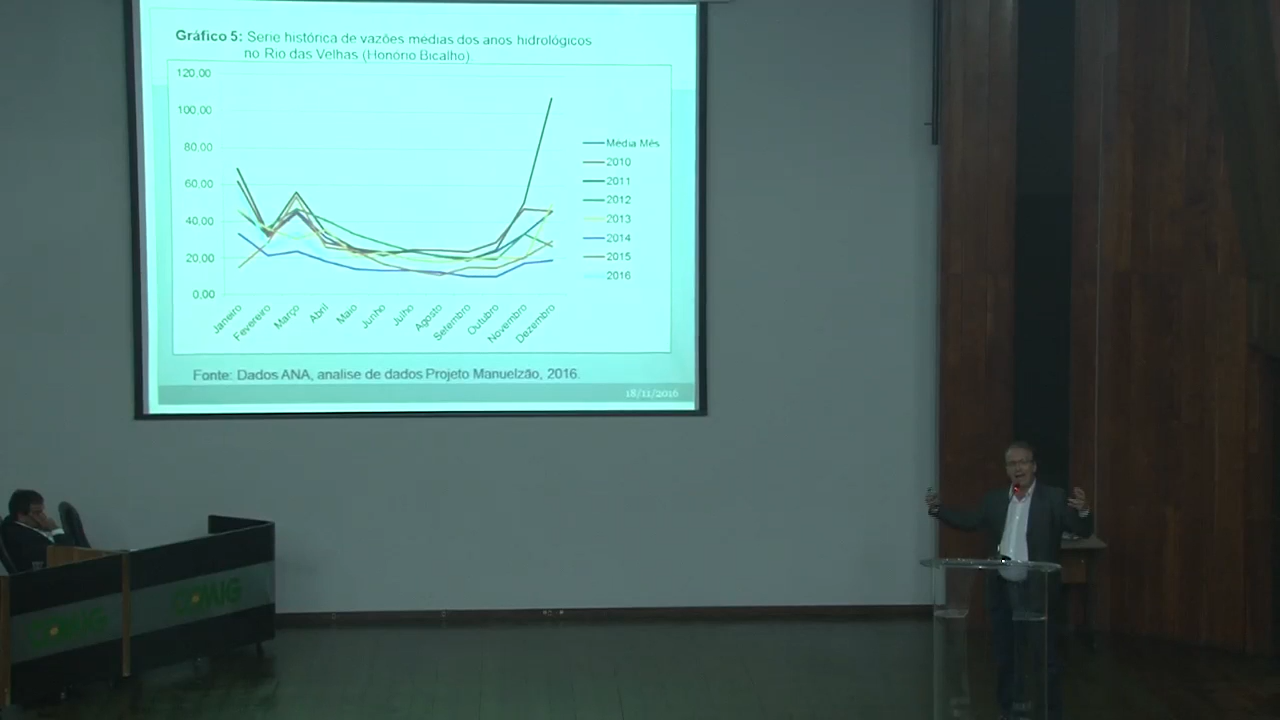 Gráfico 5: Serie histórica de vazões médias dos anos hidrológicos
no Rio das Velhas (Honório Bicalho)
120,00
100,00
80,00
60,00
40,00
20,00
0,00
Média Mês
2010
2011
2012
2013
2014
2015
2016
Janeiro
Fevereiro
Março
Abril
Maio
Junho
Julho
Agosto
Setembro
Outubro
Novembro
Dezembro
Fonte: Dados ANA, analise de dados Projeto Manuelzão, 2016.
18/11/2016